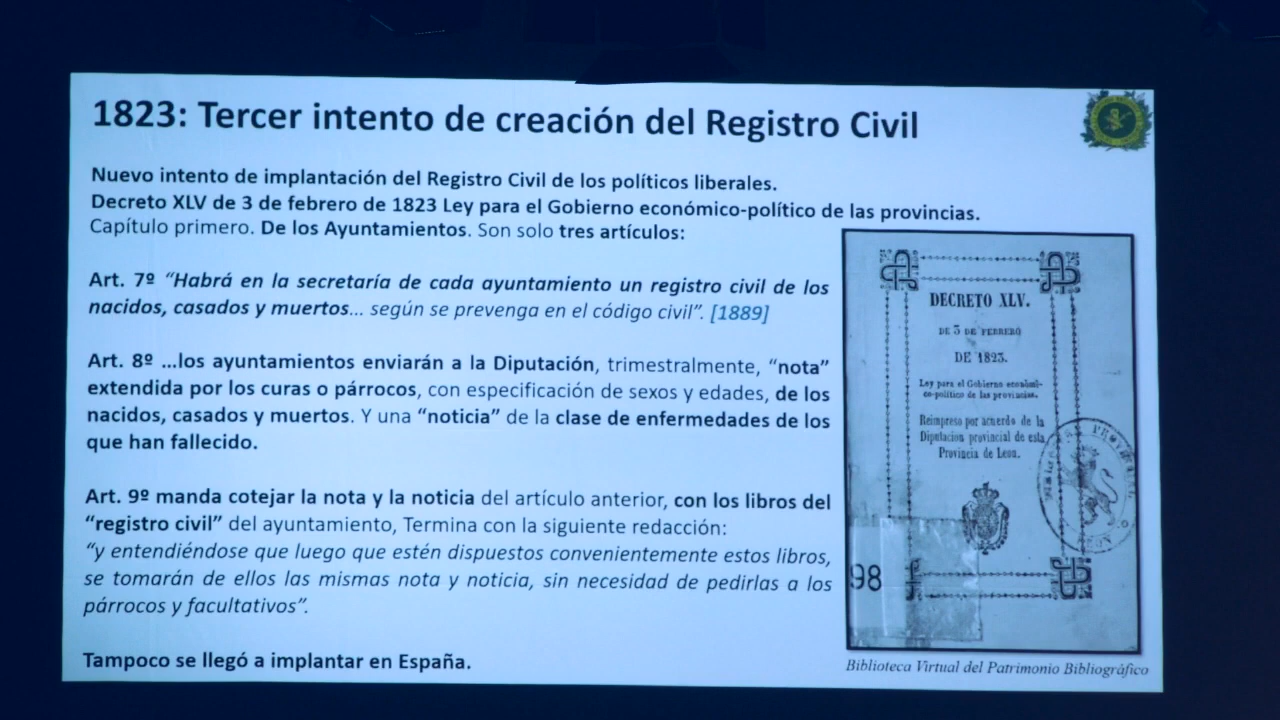 1823: Tercer intento de creación del Registro Civil
Nuevo intento de implantación del Registro Civil de los políticos liberales.
Decreto XLV de 3 de febrero de 1823 Ley para el Gobierno económico-político de las provincias.
Capítulo primero. De los Ayuntamientos. Son solo tres artículos:
Art. 7º “Habrá en la secretaría de cada ayuntamiento un registro civil de los
nacidos, casados y muertos... según se prevenga en el código civil”. [1889]
Art. 8º ...los ayuntamientos enviarán a la Diputación, trimestralmente, “nota”
extendida por los curas o párrocos, con especificación de sexos y edades, de los
nacidos, casados y muertos. Y una “noticia” de la clase de enfermedades de los
que han fallecido.
Art. 9º manda cotejar la nota y la noticia del artículo anterior, con los libros del
“registro civil” del ayuntamiento, Termina con la siguiente redacción:
“y entendiéndose que luego que estén dispuestos convenientemente estos libros,
se tomarán de ellos las mismas nota y noticia, sin necesidad de pedirlas a los
párrocos y facultativos”.
Tampoco se llegó a implantar en España.
DECRETO XLV.
DE 3 DE FEBRERO
DE 1823.
Ley para el Gobierno económi-
co-político de las provincias.
Reimpreso por acuerdo de la
Diputacion provincial de esta
Provincia de Leon.
98
Biblioteca Virtual del Patrimonio Bibliográfico